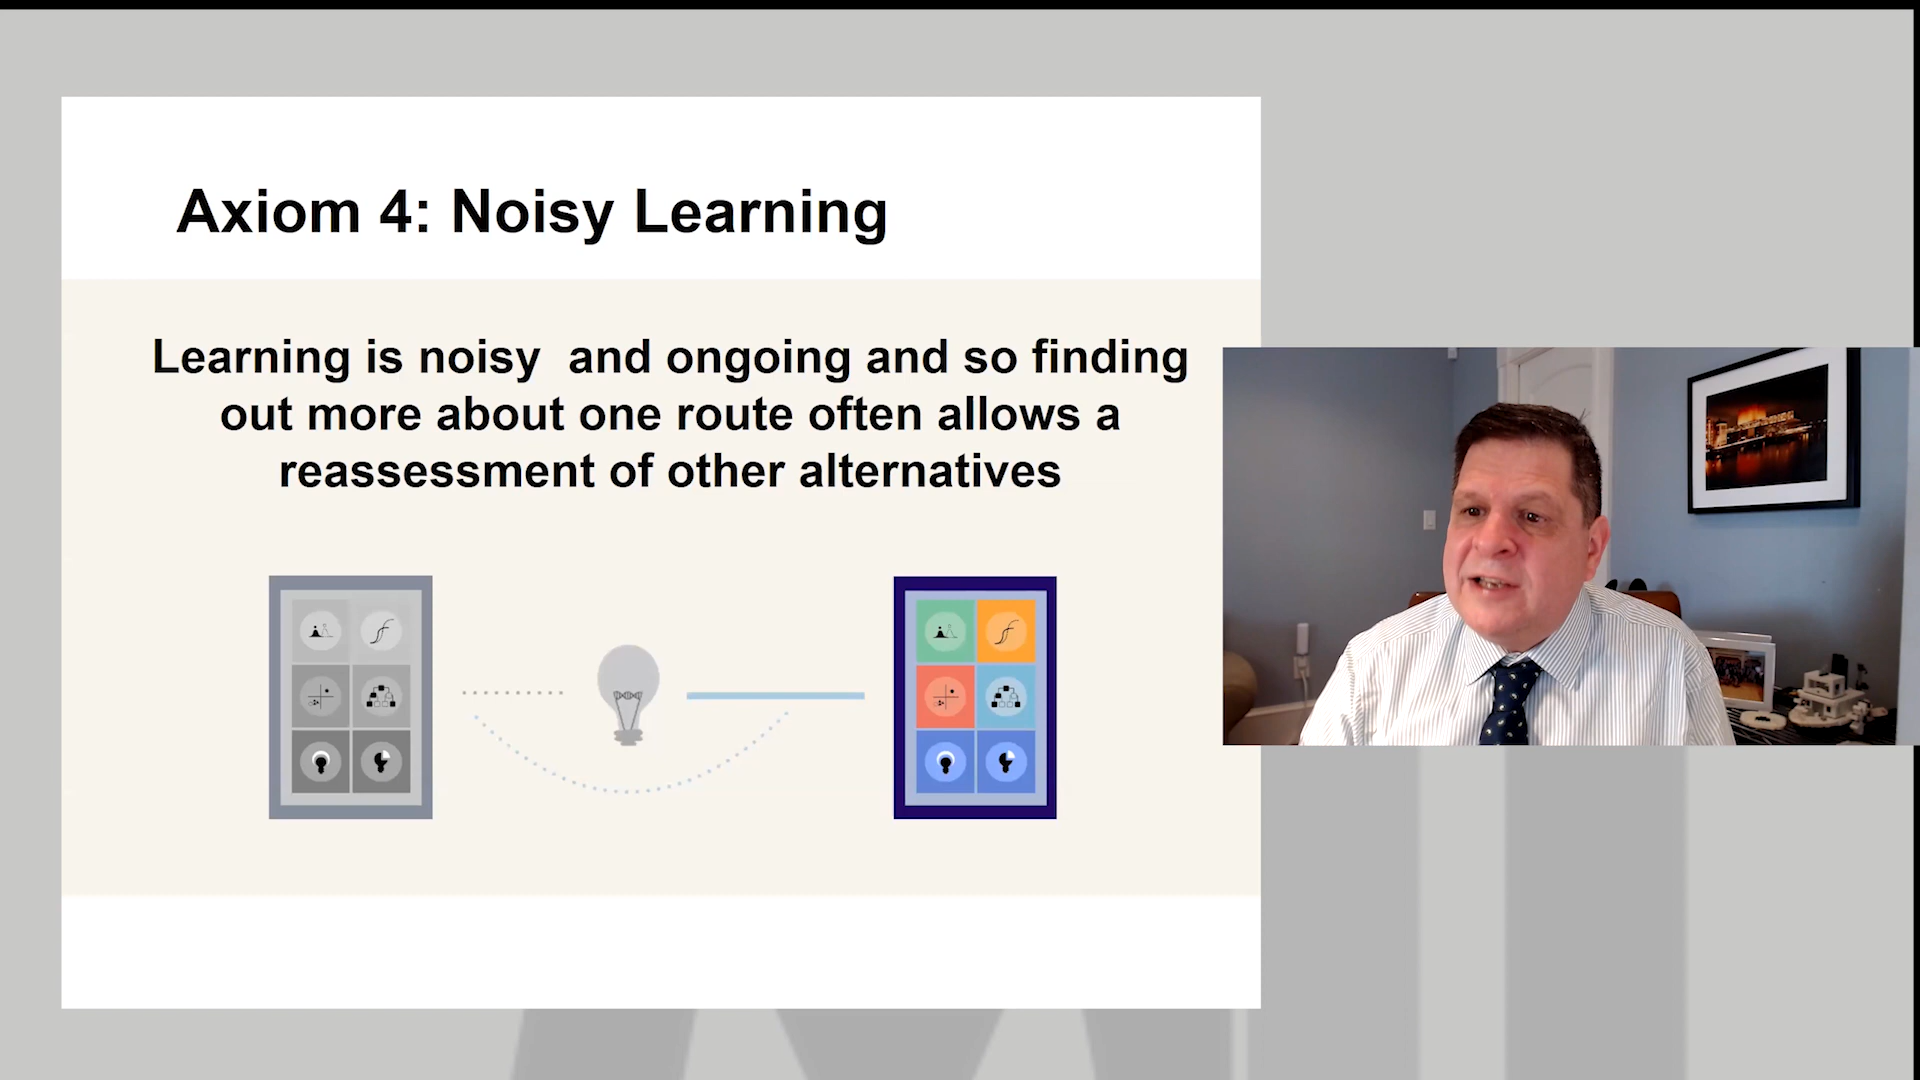 Axiom 4: Noisy Learning
Learning is noisy  and ongoing and so finding
out more about one route often allows a
reassessment of other alternatives